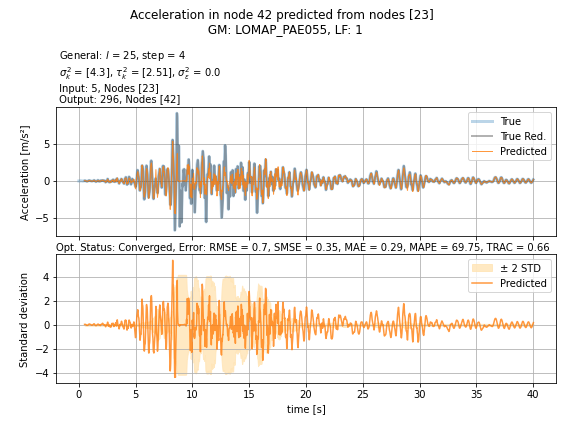 Acceleration in node 42 predicted from nodes [23]
GM: LOMAP_PAE055, LF: 1
General: l = 25, step = 4
σ²_k = [4.3], τ²_k = [2.51], σ²_ε = 0.0
Input: 5, Nodes [23]
Output: 296, Nodes [42]
Acceleration [m/s²]
5
0
−5
True
True Red.
Predicted
Opt. Status: Converged, Error: RMSE = 0.7, SMSE = 0.35, MAE = 0.29, MAPE = 69.75, TRAC = 0.66
Standard deviation
4
2
0
−2
−4
± 2 STD
Predicted
0 5 10 15 20 25 30 35 40
time [s]